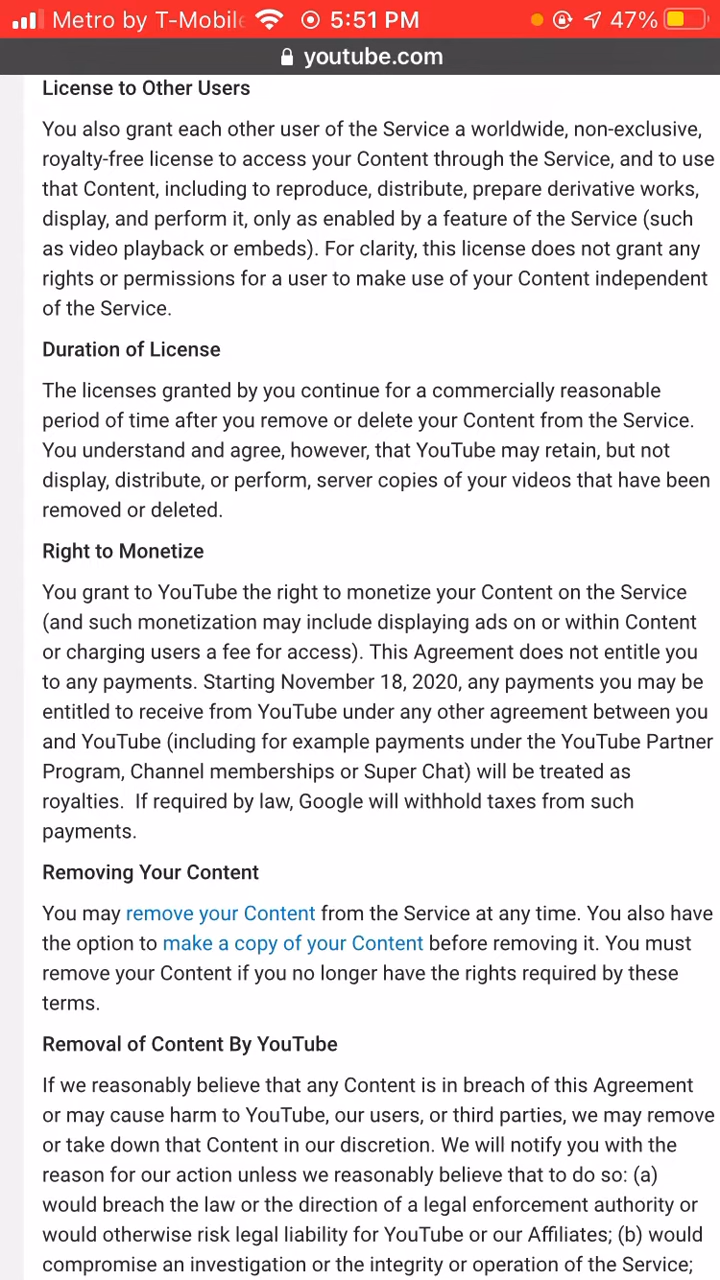 Metro by T-Mobile 5:51 PM 47%
youtube.com
License to Other Users
You also grant each other user of the Service a worldwide, non-exclusive,
royalty-free license to access your Content through the Service, and to use
that Content, including to reproduce, distribute, prepare derivative works,
display, and perform it, only as enabled by a feature of the Service (such
as video playback or embeds). For clarity, this license does not grant any
rights or permissions for a user to make use of your Content independent
of the Service.
Duration of License
The licenses granted by you continue for a commercially reasonable
period of time after you remove or delete your Content from the Service.
You understand and agree, however, that YouTube may retain, but not
display, distribute, or perform, server copies of your videos that have been
removed or deleted.
Right to Monetize
You grant to YouTube the right to monetize your Content on the Service
(and such monetization may include displaying ads on or within Content
or charging users a fee for access). This Agreement does not entitle you
to any payments. Starting November 18, 2020, any payments you may be
entitled to receive from YouTube under any other agreement between you
and YouTube (including for example payments under the YouTube Partner
Program, Channel memberships or Super Chat) will be treated as
royalties.  If required by law, Google will withhold taxes from such
payments.
Removing Your Content
You may remove your Content from the Service at any time. You also have
the option to make a copy of your Content before removing it. You must
remove your Content if you no longer have the rights required by these
terms.
Removal of Content By YouTube
If we reasonably believe that any Content is in breach of this Agreement
or may cause harm to YouTube, our users, or third parties, we may remove
or take down that Content in our discretion. We will notify you with the
reason for our action unless we reasonably believe that to do so: (a)
would breach the law or the direction of a legal enforcement authority or
would otherwise risk legal liability for YouTube or our Affiliates; (b) would
compromise an investigation or the integrity or operation of the Service;